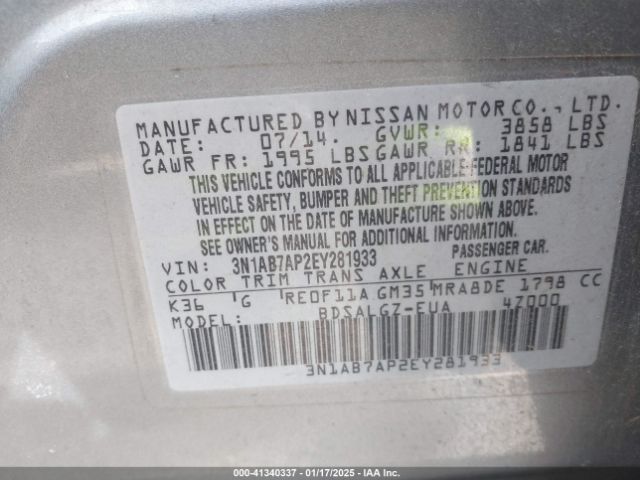 MANUFACTURED BY NISSAN MOTOR CO., LTD.
DATE: 07/14. GVWR: 3858 LBS
GAWR FR: 1995 LBS GAWR RR: 1841 LBS
THIS VEHICLE CONFORMS TO ALL APPLICABLE FEDERAL MOTOR
VEHICLE SAFETY, BUMPER AND THEFT PREVENTION STANDARDS
IN EFFECT ON THE DATE OF MANUFACTURE SHOWN ABOVE.
SEE OWNER'S MANUAL FOR ADDITIONAL INFORMATION.
VIN: 3N1AB7AP2EY281933 PASSENGER CAR.
COLOR TRIM TRANS AXLE ENGINE
K36 G RE0F11A GM35 MRA8DE 1798 CC
MODEL: BDSALGZ-EUA 4Z000
3N1AB7AP2EY281933
000-41340337 - 01/17/2025 - IAAI.COM